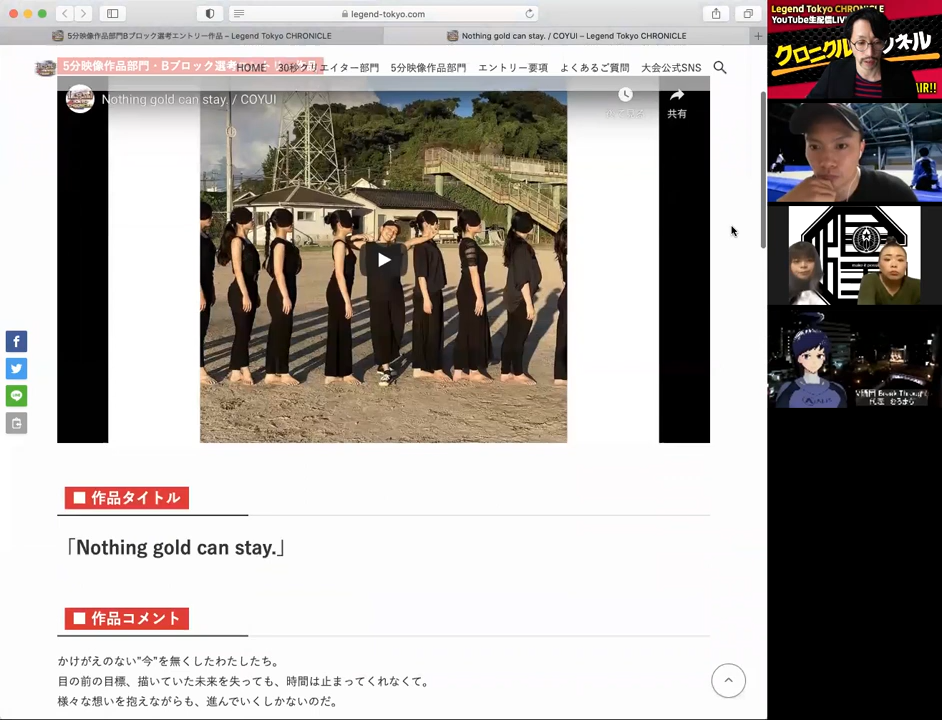 legend-tokyo.com
5分映像作品部門Bブロック選考エントリー作品 – Legend Tokyo CHRONICLE
Nothing gold can stay. / COYUI – Legend Tokyo CHRONICLE
5分映像作品部門・Bブロック選考
HOME 30秒クリエイター部門 5分映像作品部門 エントリー要項 よくあるご質問 大会公式SNS
Nothing gold can stay. / COYUI
共有
■ 作品タイトル
「Nothing gold can stay.」
■ 作品コメント
かけがえのない"今"を無くしたわたしたち。
目の前の目標、描いていた未来を失っても、時間は止まってくれなくて。
様々な想いを抱えながらも、進んでいくしかないのだ。
Legend Tokyo CHRONICLE
YouTube生配信LIV
クロニクル
ネル
AIR!!